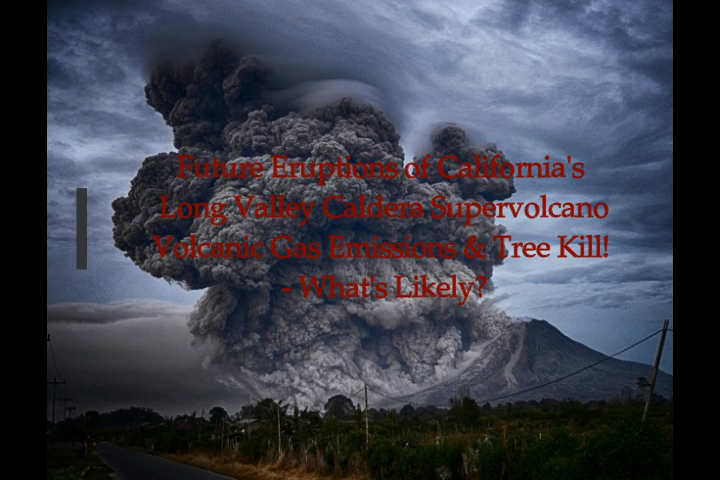 Future Eruptions of California's
Long Valley Caldera Supervolcano
Volcanic Gas Emissions & Tree Kill!
- What's Likely?